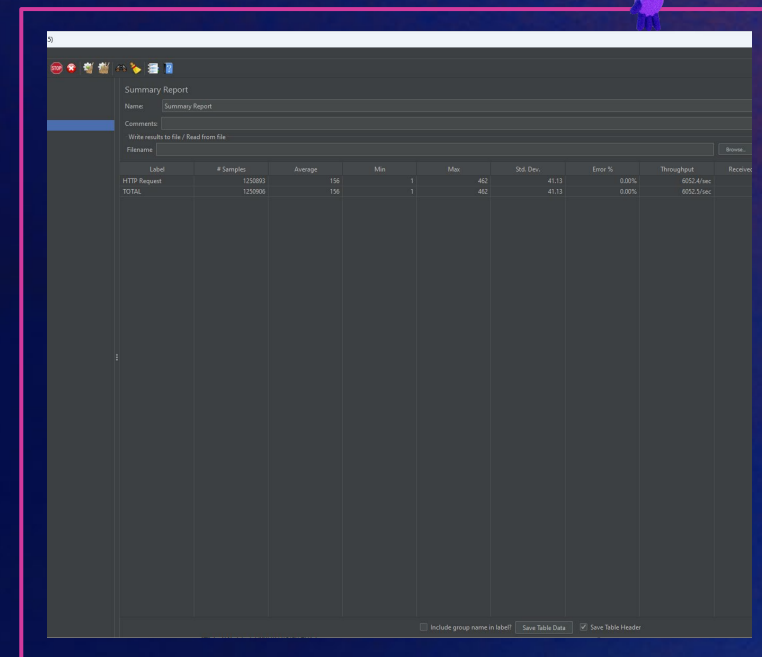 5)
STOP
Summary Report
Name: Summary Report
Comments:
Write results to file / Read from file
Filename
Browse...
Label # Samples Average Min Max Std. Dev. Error % Throughput Received
HTTP Request 1250893 156 1 462 41.13 0.00% 6052.4/sec
TOTAL 1250906 156 1 462 41.13 0.00% 6052.5/sec
Include group name in label? Save Table Data Save Table Header